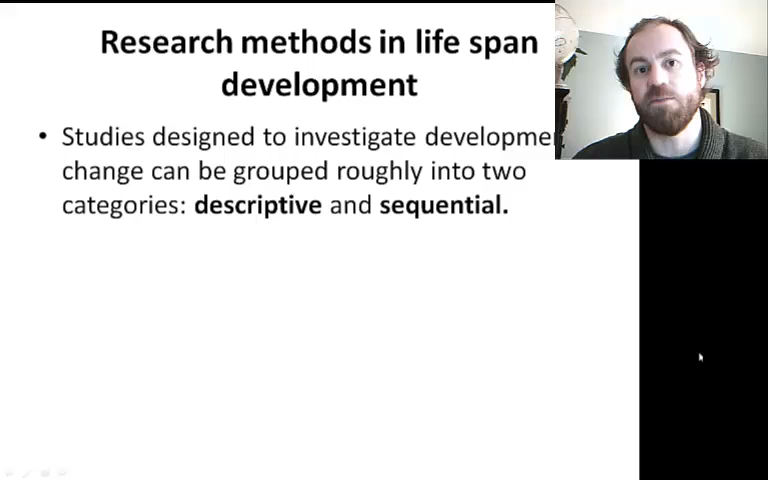 Research methods in life span
development
• Studies designed to investigate
change can be grouped roughly into two
categories: descriptive and sequential.